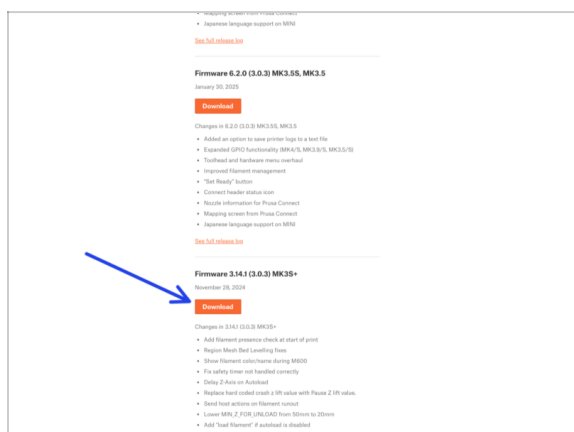 Mapping screen from Prusa Connect
Japanese language support on MINI
See full release log
Firmware 6.2.0 (3.0.3) MK3.5S, MK3.5
January 30, 2025
Download
Changes in 6.2.0 (3.0.3) MK3.5S, MK3.5
Added an option to save printer logs to a text file
Expanded GPIO functionality (MK4/S, MK3.9/S, MK3.5/S)
Toolhead and hardware menu overhaul
Improved filament management
"Set Ready" button
Connect header status icon
Nozzle information for Prusa Connect
Mapping screen from Prusa Connect
Japanese language support on MINI
See full release log
Firmware 3.14.1 (3.0.3) MK3S+
November 28, 2024
Download
Changes in 3.14.1 (3.0.3) MK3S+
Add filament presence check at start of print
Region Mesh Bed Levelling fixes
Show filament color/name during M600
Fix safety timer not handled correctly
Delay Z-Axis on Autoload
Replace hard coded crash z lift value with Pause Z lift value.
Send host actions on filament runout
Lower MIN_Z_FOR_UNLOAD from 50mm to 20mm
Add "load filament" if autoload is disabled